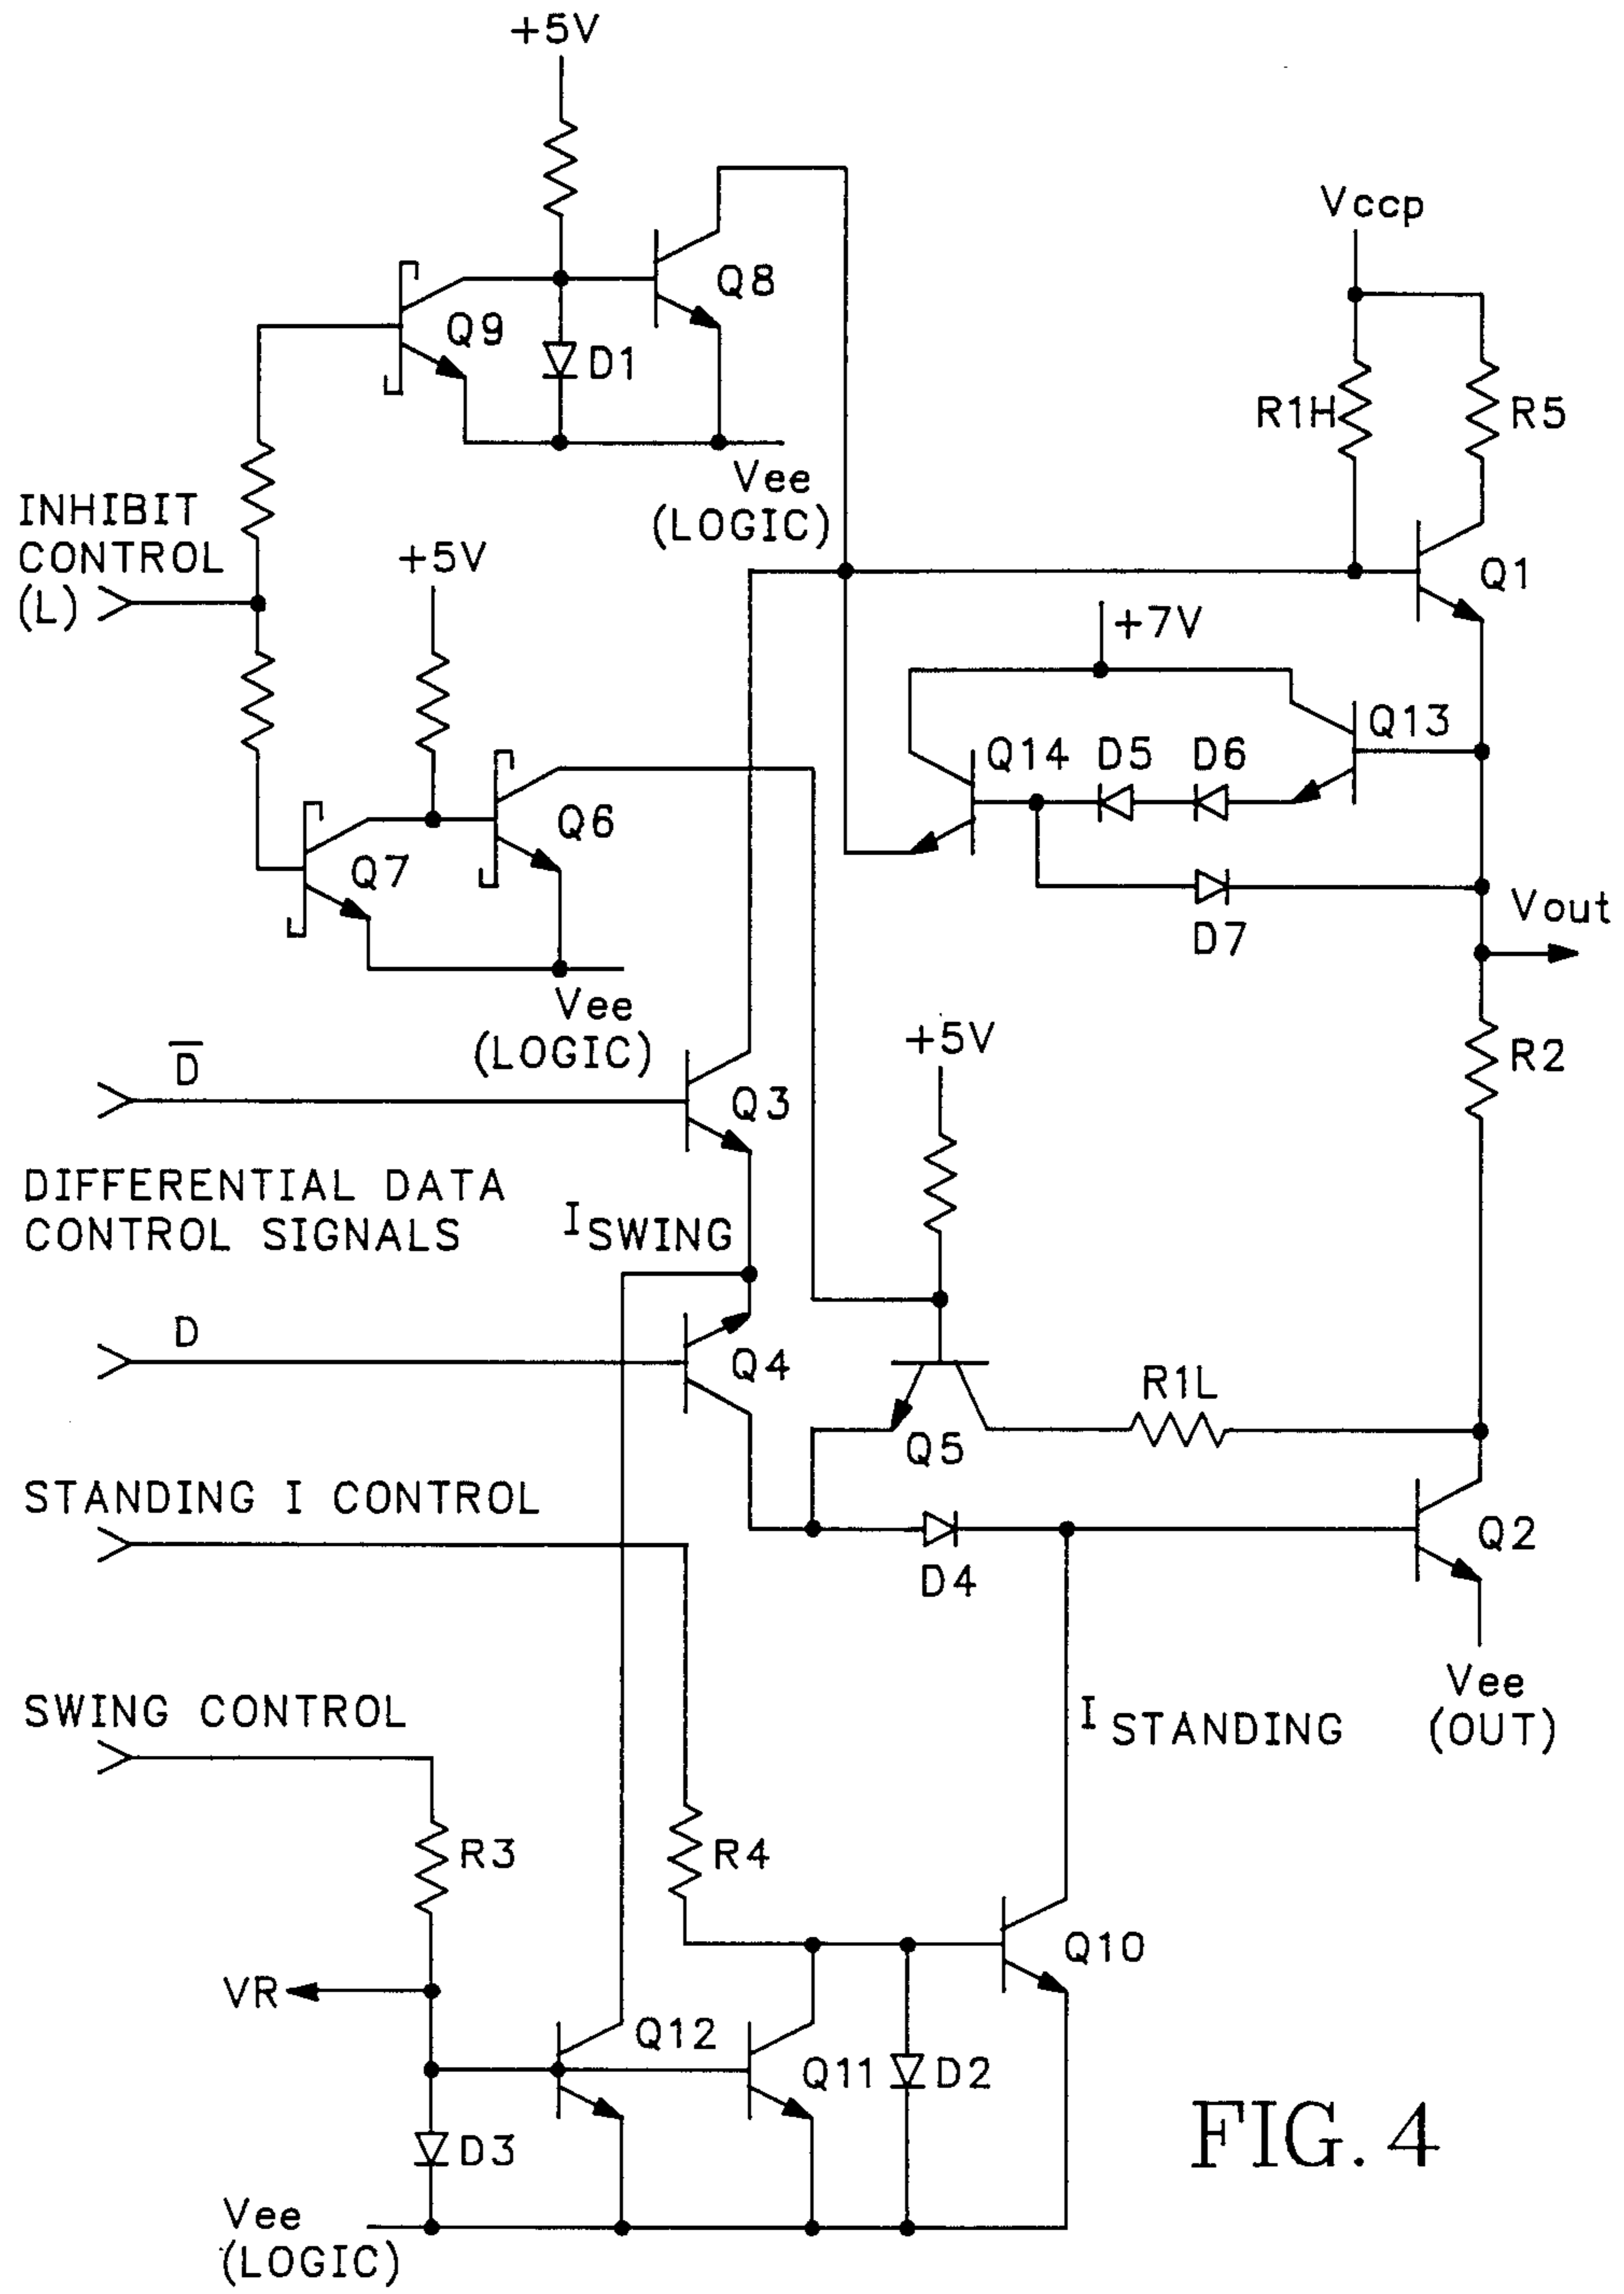 +5V
Vccp
Q8
Q9
D1
R1H
R5
Vee
(LOGIC)
INHIBIT
CONTROL
(L)
+5V
Q1
+7V
Q13
Q14
D5
D6
Q6
Q7
D7
Vout
Vee
(LOGIC)
+5V
R2
D̅
Q3
DIFFERENTIAL DATA
CONTROL SIGNALS
I SWING
D
Q4
R1L
Q5
STANDING I CONTROL
D4
Q2
Vee
(OUT)
SWING CONTROL
I STANDING
R3
R4
Q10
VR
Q12
Q11
D2
D3
Vee
(LOGIC)
FIG. 4